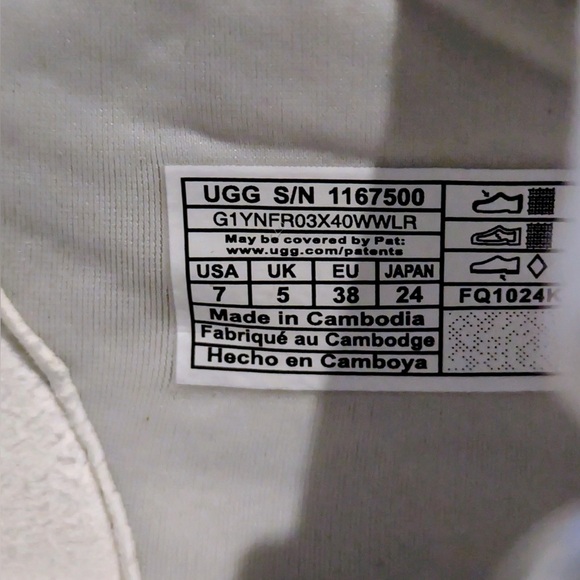 UGG S/N 1167500
G1YNFR03X40WWLR
May be covered by Pat:
www.ugg.com/patents
USA UK EU JAPAN
7 5 38 24
FQ1024K
Made in Cambodia
Fabriqué au Cambodge
Hecho en Camboya